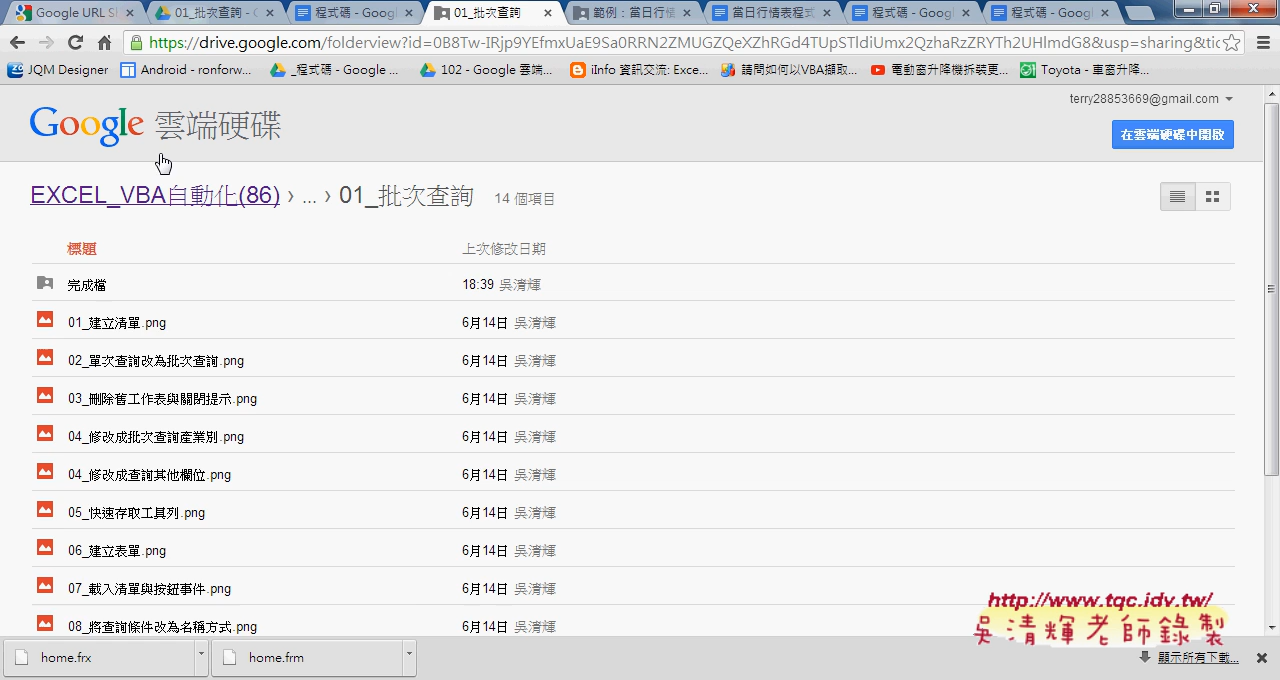 Google URL S
01_批次查詢 - G
程式碼 - Googl
01_批次查詢
範例：當日行情
當日行情表程式
程式碼 - Googl
程式碼 - Googl
https://drive.google.com/folderview?id=0BSTw-IRjp9YEfmxUaE9Sa0RRN2ZMUGZQeXZhRGd4TUpSTldiUmx2QzhaRzZRYTh2UHlmdG8&usp=sharing&tid
JQM Designer
Android - ronforw...
_程式碼 - Google ...
102 - Google 雲端...
iInfo 資訊交流: Exce...
請問如何以VBA擷取...
電動窗升降機拆裝更...
Toyota - 車窗升降...
terry28853669@gmail.com
Google 雲端硬碟
在雲端硬碟中開啟
EXCEL_VBA自動化(86) › ... › 01_批次查詢 14 個項目
標題 上次修改日期
完成檔 18:39 吳清輝
01_建立清單.png 6月14日 吳清輝
02_單次查詢改為批次查詢.png 6月14日 吳清輝
03_刪除舊工作表與關閉提示.png 6月14日 吳清輝
04_修改成批次查詢產業別.png 6月14日 吳清輝
04_修改成查詢其他欄位.png 6月14日 吳清輝
05_快速存取工具列.png 6月14日 吳清輝
06_建立表單.png 6月14日 吳清輝
07_載入清單與按鈕事件.png 6月14日 吳清輝
08_將查詢條件改為名稱方式.png 6月14日 吳清輝
http://www.tqc.idv.tw/
吳清輝老師錄製
home.frx
home.frm
顯示所有下載...